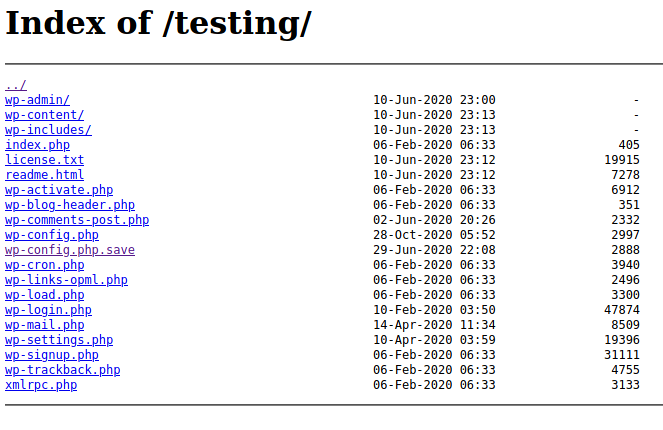 Index of /testing/
../
wp-admin/ 10-Jun-2020 23:00 -
wp-content/ 10-Jun-2020 23:13 -
wp-includes/ 10-Jun-2020 23:13 -
index.php 06-Feb-2020 06:33 405
license.txt 10-Jun-2020 23:12 19915
readme.html 10-Jun-2020 23:12 7278
wp-activate.php 06-Feb-2020 06:33 6912
wp-blog-header.php 06-Feb-2020 06:33 351
wp-comments-post.php 02-Jun-2020 20:26 2332
wp-config.php 28-Oct-2020 05:52 2997
wp-config.php.save 29-Jun-2020 22:08 2888
wp-cron.php 06-Feb-2020 06:33 3940
wp-links-opml.php 06-Feb-2020 06:33 2496
wp-load.php 06-Feb-2020 06:33 3300
wp-login.php 10-Feb-2020 03:50 47874
wp-mail.php 14-Apr-2020 11:34 8509
wp-settings.php 10-Apr-2020 03:59 19396
wp-signup.php 06-Feb-2020 06:33 31111
wp-trackback.php 06-Feb-2020 06:33 4755
xmlrpc.php 06-Feb-2020 06:33 3133